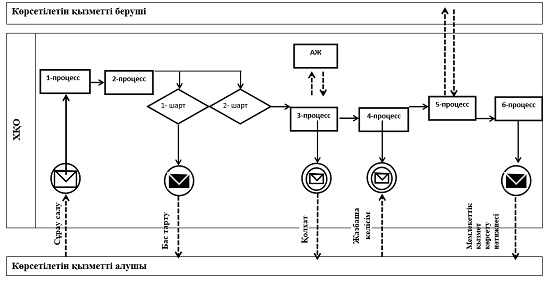 Көрсетілетін қызметті беруші
ХҚО
АЖ
1-процесс
2-процесс
1- шарт
2- шарт
3-процесс
4-процесс
5-процесс
6-процесс
Сұрау салу
Бас тарту
Қолхат
Жазбаша
келісім
Мемлекеттік
қызмет
көрсету
нәтижесі
Көрсетілетін қызметті алушы